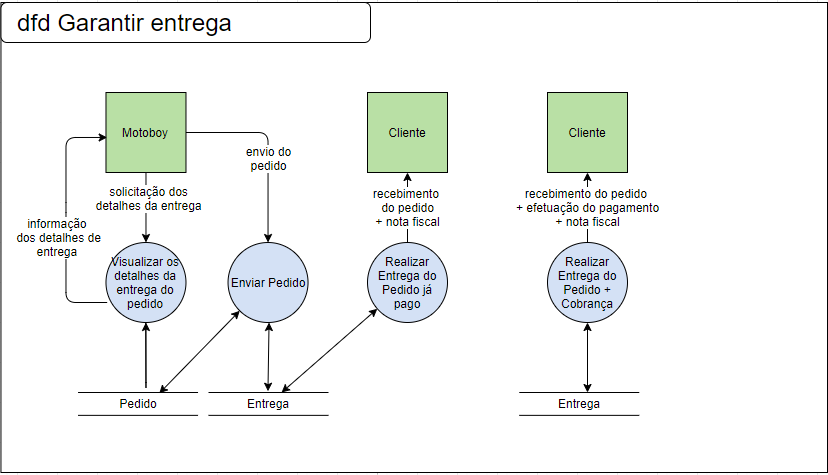 dfd Garantir entrega
Motoboy
Cliente
Cliente
envio do
pedido
solicitação dos
detalhes da entrega
recebimento
do pedido
+ nota fiscal
recebimento do pedido
+ efetuação do pagamento
+ nota fiscal
informação
dos detalhes de
entrega
Visualizar os
detalhes da
entrega do
pedido
Enviar Pedido
Realizar
Entrega do
Pedido já
pago
Realizar
Entrega do
Pedido +
Cobrança
Pedido
Entrega
Entrega